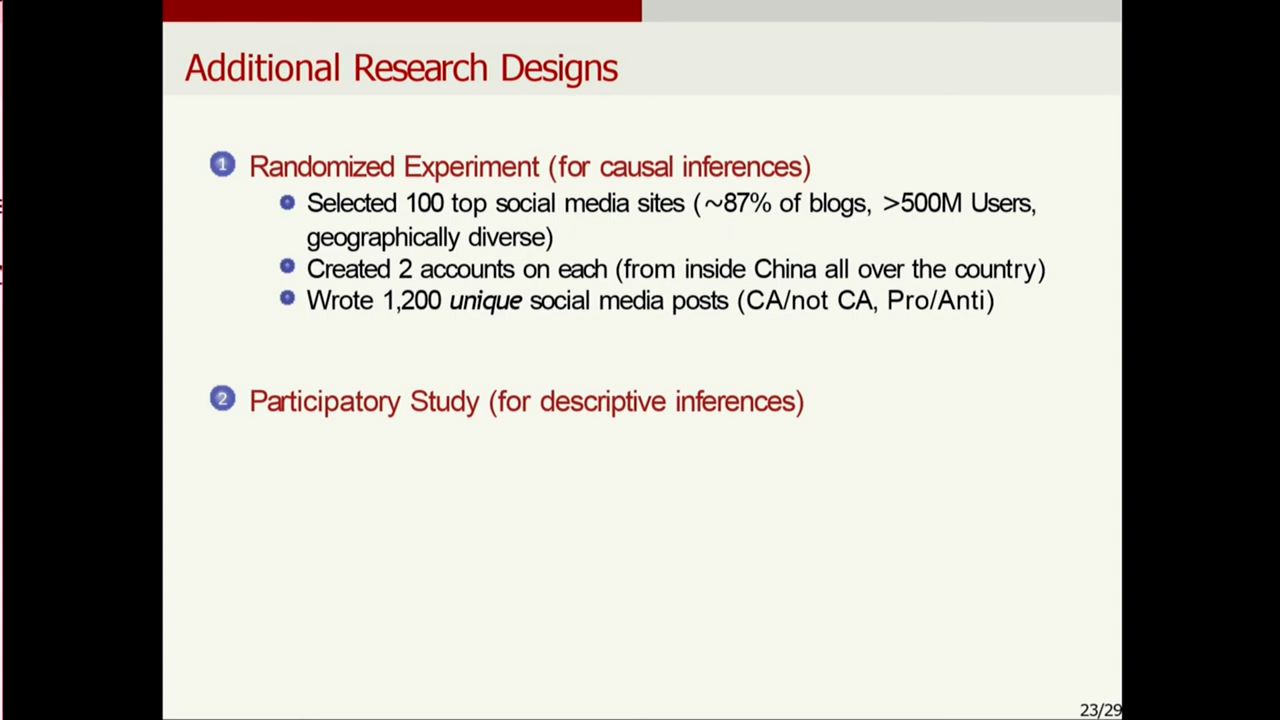 Additional Research Designs
1 Randomized Experiment (for causal inferences)
Selected 100 top social media sites (~87% of blogs, >500M Users,
geographically diverse)
Created 2 accounts on each (from inside China all over the country)
Wrote 1,200 unique social media posts (CA/not CA, Pro/Anti)
2 Participatory Study (for descriptive inferences)
23/29